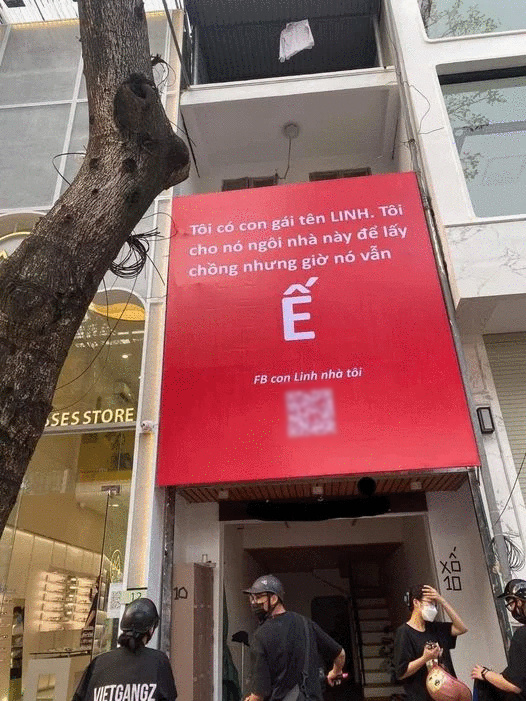 Tôi có con gái tên LINH. Tôi
cho nó ngôi nhà này để lấy
chồng nhưng giờ nó vẫn
Ế
FB con Linh nhà tôi
SSES STORE
XỐ
10
10
12
VIETGANGZ